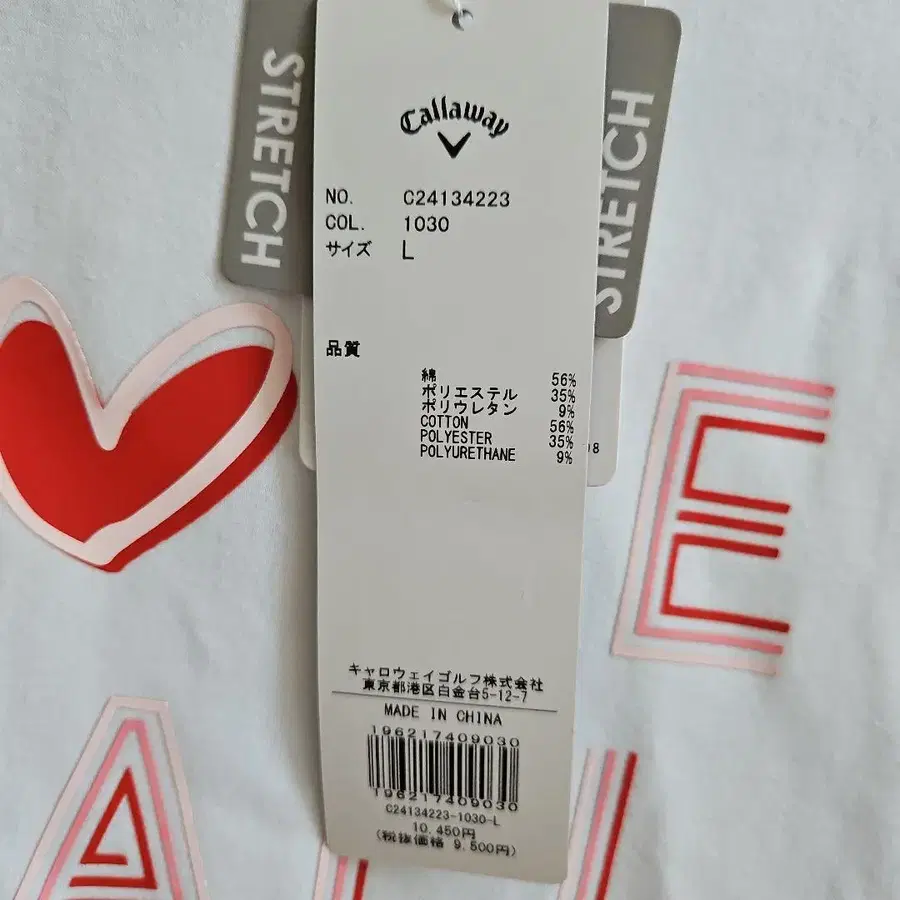 STRETCH
STRETCH
Callaway
NO. C24134223
COL. 1030
サイズ L
品質
綿 56%
ポリエステル 35%
ポリウレタン 9%
COTTON 56%
POLYESTER 35%
POLYURETHANE 9%
98
キャロウェイゴルフ株式会社
東京都港区白金台5-12-7
MADE IN CHINA
196217409030
196217409030
C24134223-1030-L
10,450円
(税抜価格 9,500円)
E
A